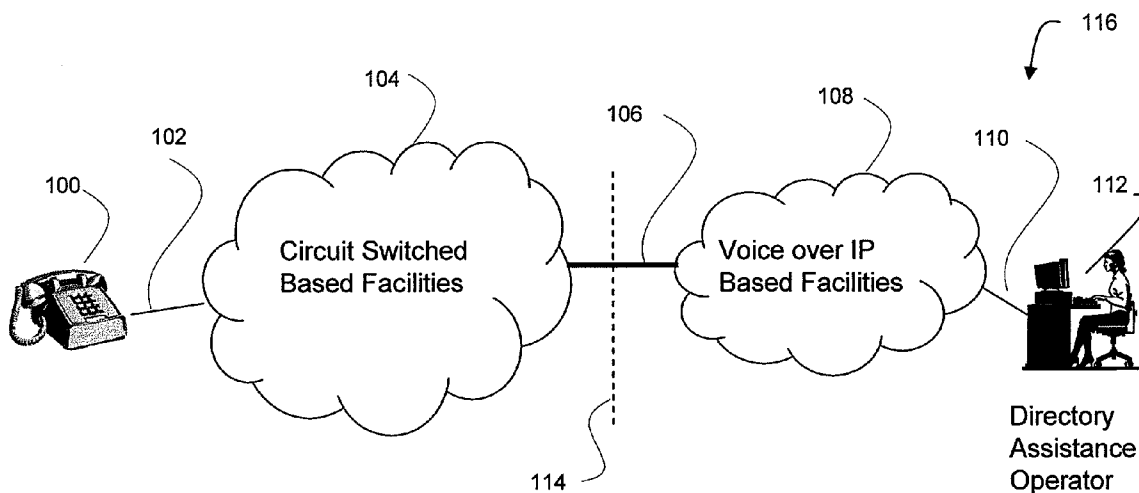 116
104
108
106
102
110
112
100
Circuit Switched
Based Facilities
Voice over IP
Based Facilities
Directory
Assistance
Operator
114